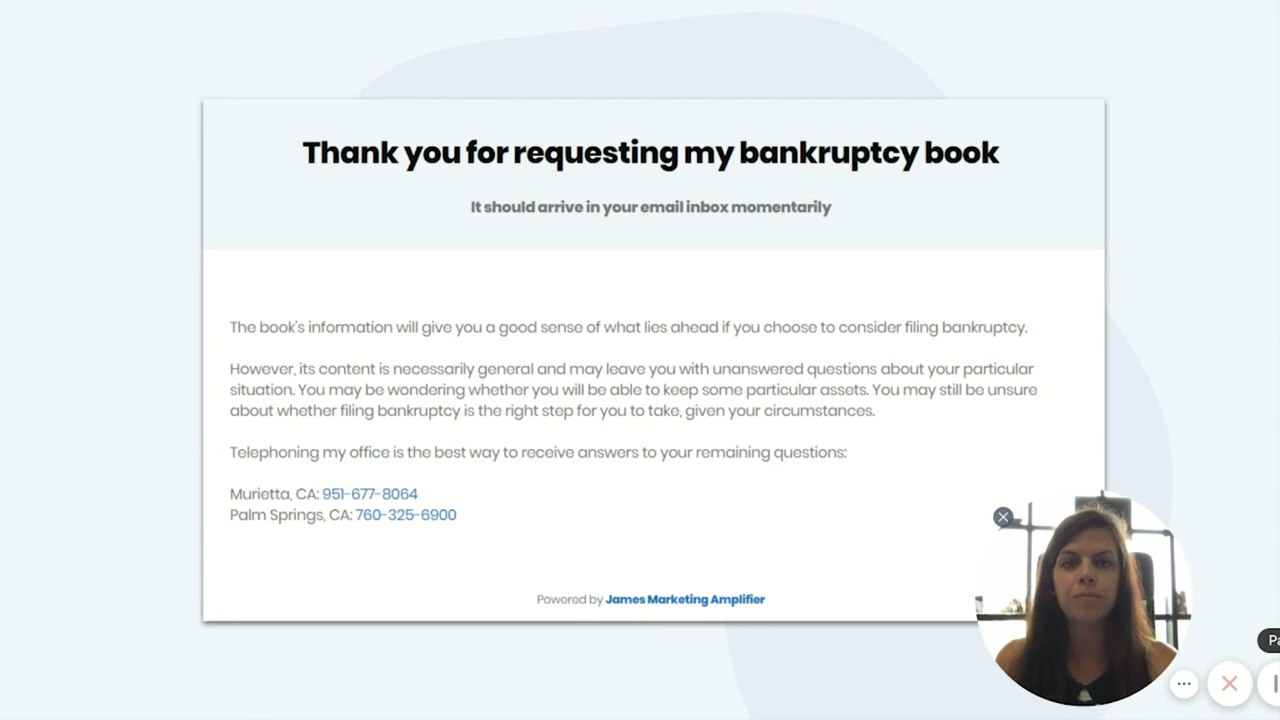 Thank you for requesting my bankruptcy book
It should arrive in your email inbox momentarily
The book's information will give you a good sense of what lies ahead if you choose to consider filing bankruptcy.
However, its content is necessarily general and may leave you with unanswered questions about your particular
situation. You may be wondering whether you will be able to keep some particular assets. You may still be unsure
about whether filing bankruptcy is the right step for you to take, given your circumstances.
Telephoning my office is the best way to receive answers to your remaining questions:
Murietta, CA: 951-677-8064
Palm Springs, CA: 760-325-6900
Powered by James Marketing Amplifier
Pa